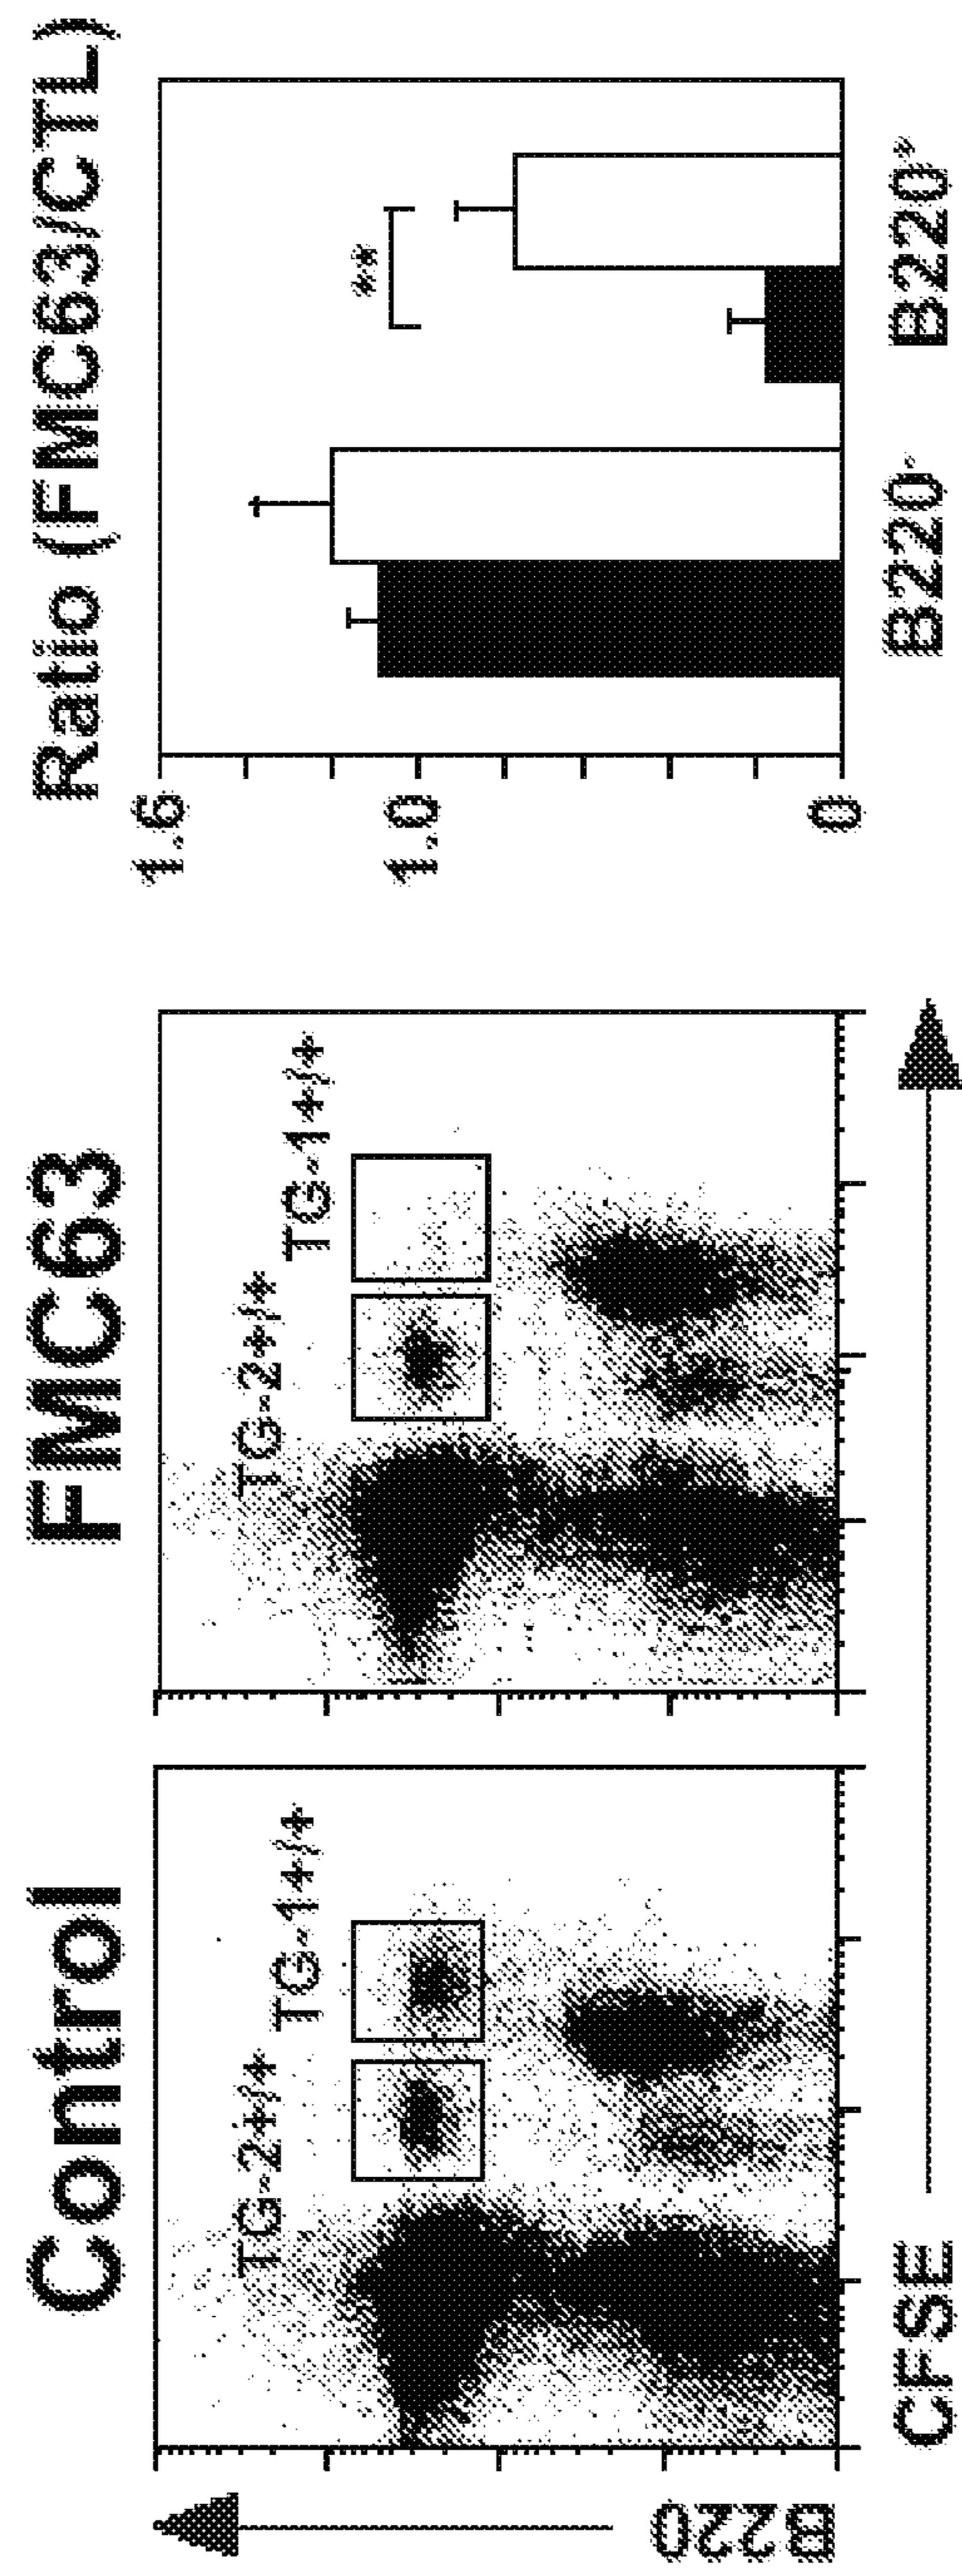 Control
FMC63
Ratio (FMC63/CTL)
TG-2+/+
TG-1+/+
TG-2+/+
TG-1+/+
**
1.6
1.0
0
B220
CFSE
B220-
B220+